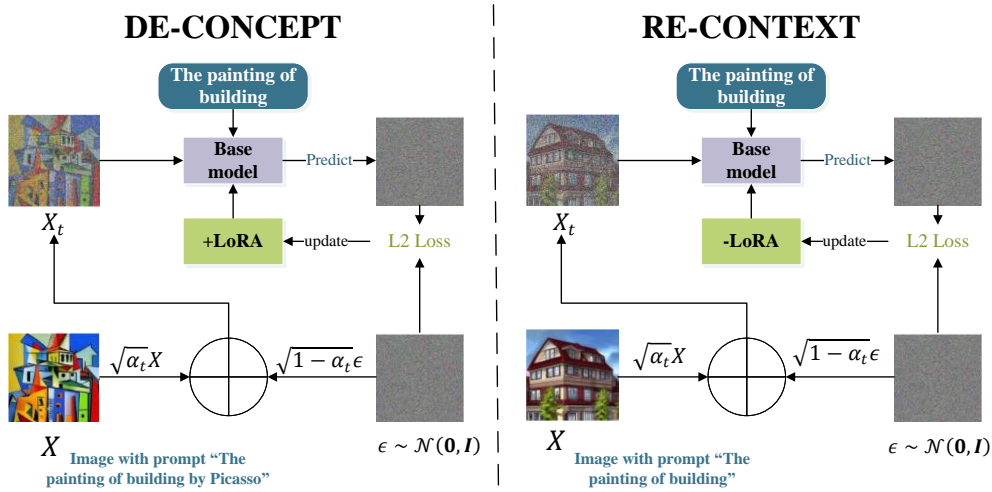 DE-CONCEPT
The painting of
building
Base
model
Predict
X_t
+LoRA
update
L2 Loss
√α_t X
√1 − α_t ϵ
X
ϵ ~ 𝒩(𝟎, 𝑰)
Image with prompt “The
painting of building by Picasso”
RE-CONTEXT
The painting of
building
Base
model
Predict
X_t
-LoRA
update
L2 Loss
√α_t X
√1 − α_t ϵ
X
ϵ ~ 𝒩(𝟎, 𝑰)
Image with prompt “The
painting of building”